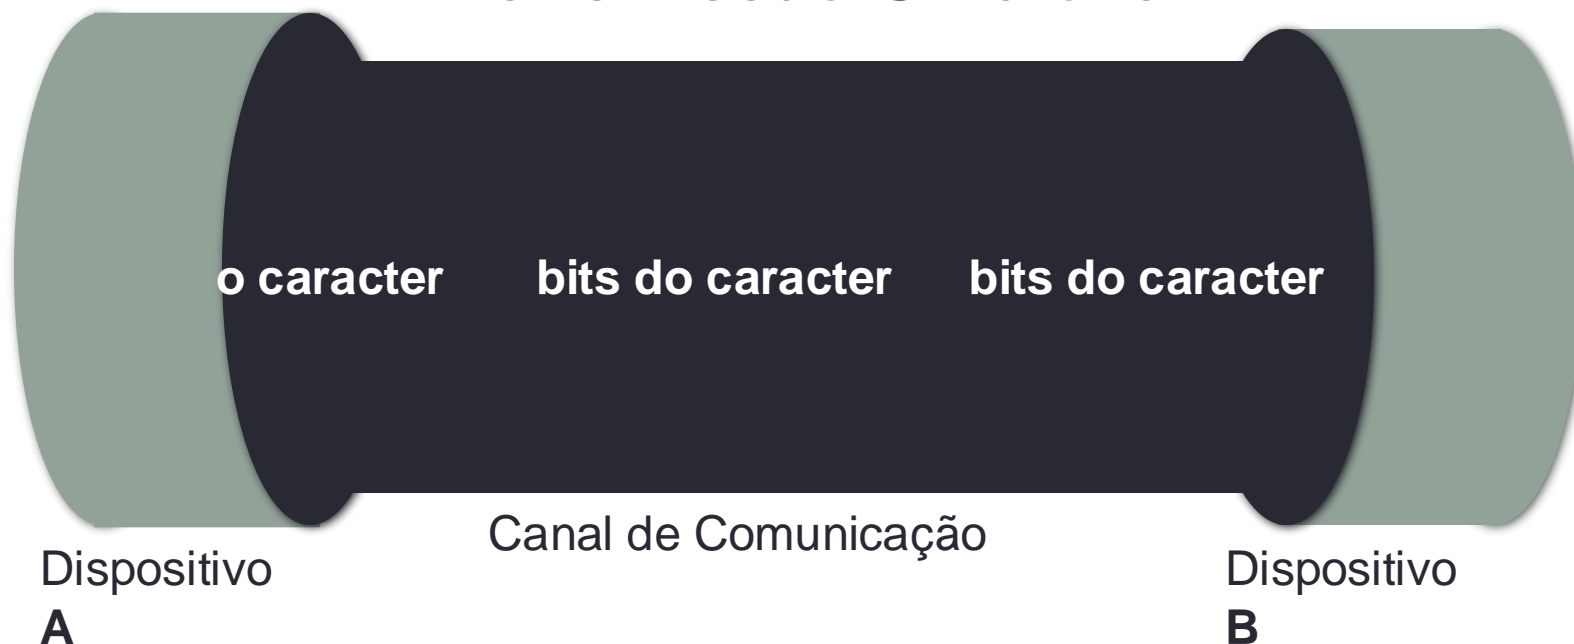 o caracter bits do caracter bits do caracter
Canal de Comunicação
Dispositivo
A
Dispositivo
B